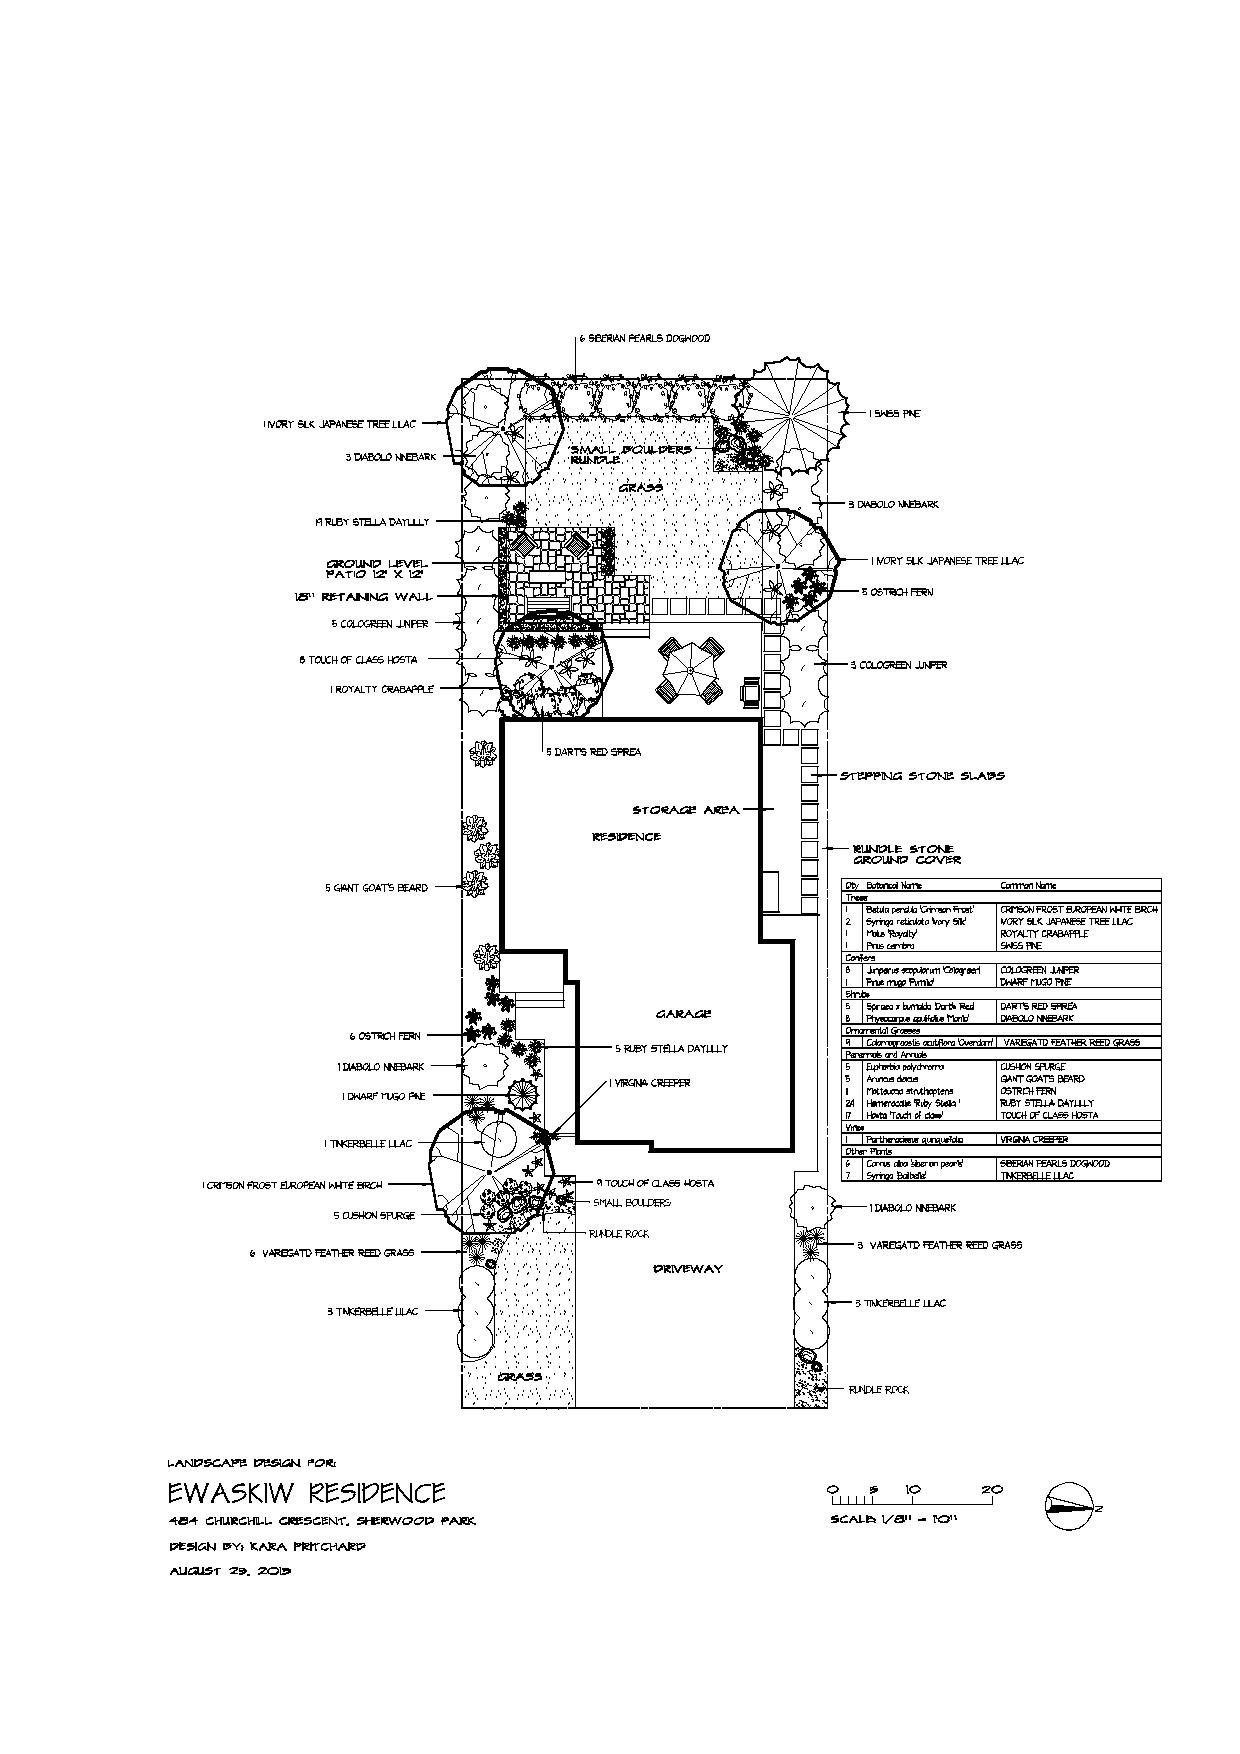 6 SIBERIAN PEARLS DOGWOOD
1 SWISS PINE
1 IVORY SILK JAPANESE TREE LILAC
SMALL BOULDERS
RUNDLE
3 DIABOLO NINEBARK
GRASS
3 DIABOLO NINEBARK
19 RUBY STELLA DAYLILLY
GROUND LEVEL
PATIO 12' X 12'
1 IVORY SILK JAPANESE TREE LILAC
18" RETAINING WALL
5 OSTRICH FERN
5 COLOGREEN JUNIPER
8 TOUCH OF CLASS HOSTA
3 COLOGREEN JUNIPER
1 ROYALTY CRABAPPLE
5 DART'S RED SPIREA
STEPPING STONE SLABS
STORAGE AREA
RESIDENCE
RUNDLE STONE
GROUND COVER
5 GIANT GOAT'S BEARD
Qty Botanical Name Common Name
Trees
1 Betula pendula 'Crimson Frost' CRIMSON FROST EUROPEAN WHITE BIRCH
2 Syringa reticulata 'Ivory Silk' IVORY SILK JAPANESE TREE LILAC
1 Malus 'Royalty' ROYALTY CRABAPPLE
1 Pinus cembra SWISS PINE
Conifers
8 Juniperus scopulorum 'Cologreen' COLOGREEN JUNIPER
1 Pinus mugo 'Pumilio' DWARF MUGO PINE
Shrubs
5 Spiraea x bumalda 'Dart's Red' DART'S RED SPIREA
8 Physocarpus opulifolius 'Monlo' DIABOLO NINEBARK
Ornamental Grasses
9 Calamagrostis acutiflora 'Overdam' VARIEGATD FEATHER REED GRASS
Perennials and Annuals
5 Euphorbia polychroma CUSHION SPURGE
5 Aruncus dioicus GIANT GOAT'S BEARD
11 Matteuccia struthiopteris OSTRICH FERN
24 Hemerocallis 'Ruby Stella ' RUBY STELLA DAYLILLY
17 Hosta 'Touch of class' TOUCH OF CLASS HOSTA
Vines
1 Parthenocissus quinquefolia VIRGINIA CREEPER
Other Plants
6 Cornus alba 'siberian pearls' SIBERIAN PEARLS DOGWOOD
7 Syringa 'Bailbelle' TINKERBELLE LILAC
GARAGE
6 OSTRICH FERN
5 RUBY STELLA DAYLILLY
1 DIABOLO NINEBARK
1 VIRGINIA CREEPER
1 DWARF MUGO PINE
1 TINKERBELLE LILAC
1 CRIMSON FROST EUROPEAN WHITE BIRCH
9 TOUCH OF CLASS HOSTA
SMALL BOULDERS
5 CUSHION SPURGE
1 DIABOLO NINEBARK
RUNDLE ROCK
6 VARIEGATD FEATHER REED GRASS
3 VARIEGATD FEATHER REED GRASS
DRIVEWAY
3 TINKERBELLE LILAC
3 TINKERBELLE LILAC
GRASS
RUNDLE ROCK
LANDSCAPE DESIGN FOR:
EWASKIW RESIDENCE
484 CHURCHILL CRESCENT, SHERWOOD PARK
DESIGN BY: KARA PRITCHARD
AUGUST 23, 2013
0 5 10 20
SCALE: 1/8" = 1'0"
N